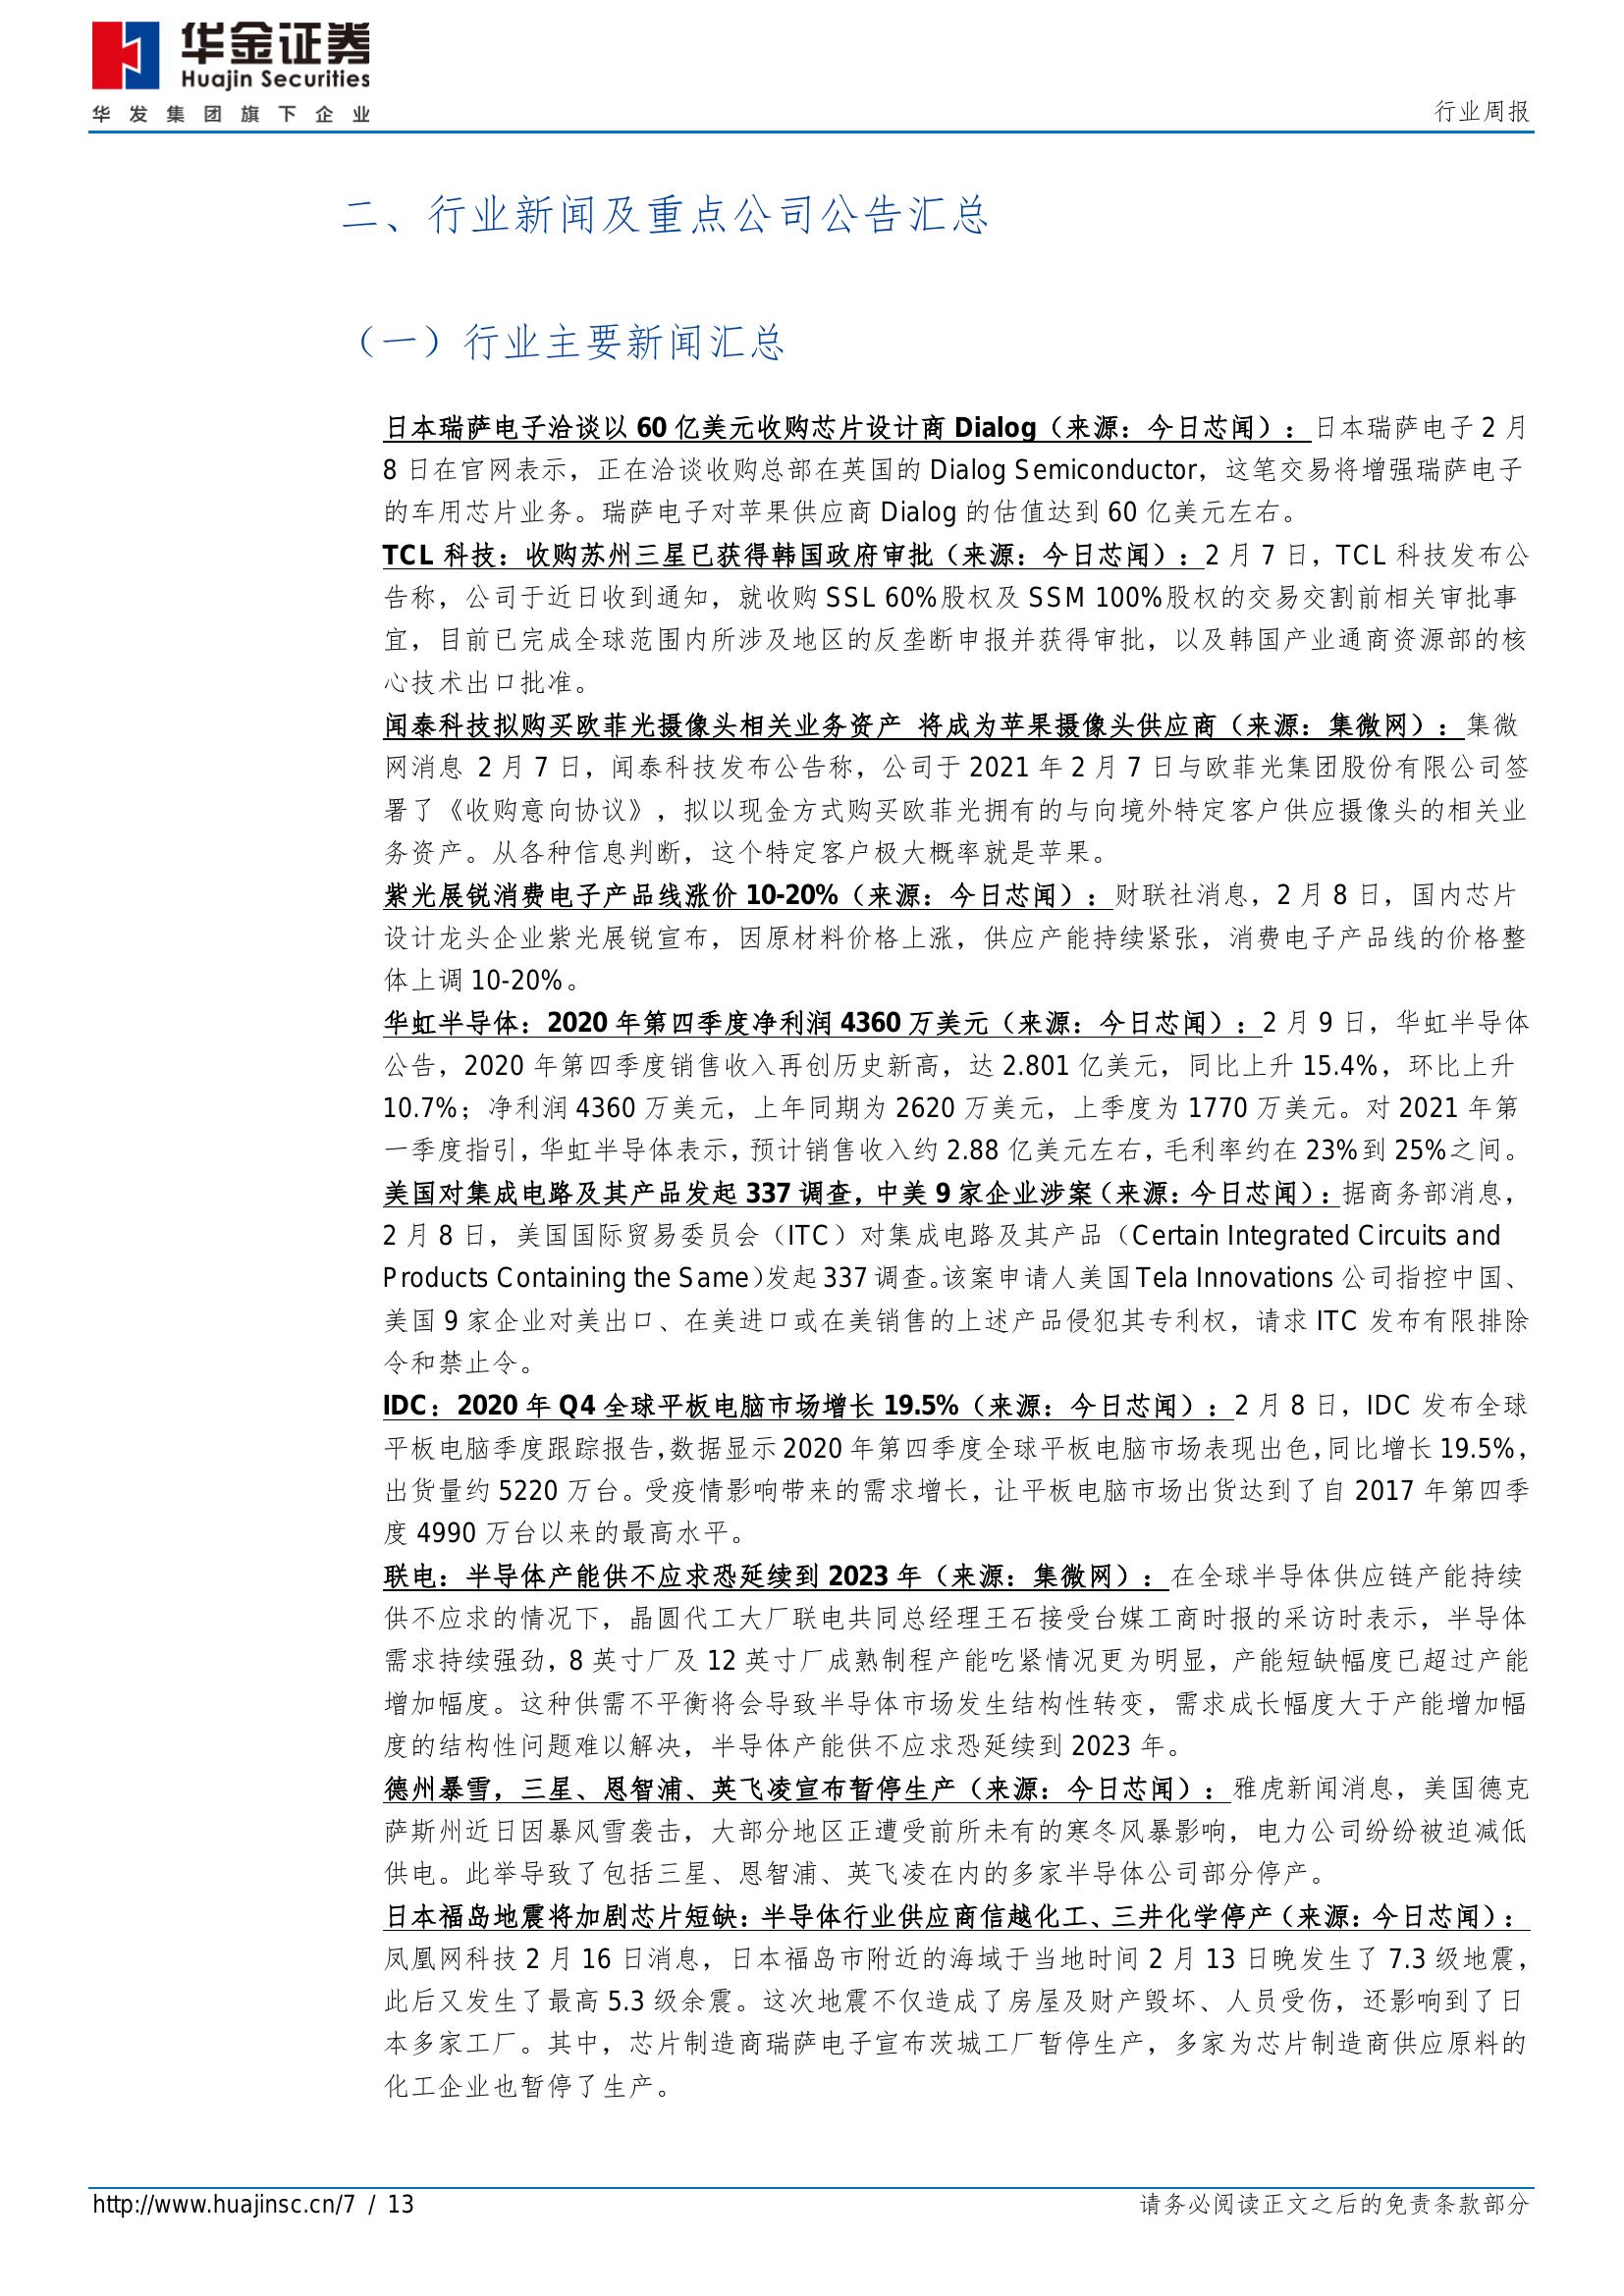 华金证券
Huajin Securities
华发集团旗下企业
行业周报
二、行业新闻及重点公司公告汇总
（一）行业主要新闻汇总
日本瑞萨电子洽谈以 60 亿美元收购芯片设计商 Dialog（来源：今日芯闻）：日本瑞萨电子 2 月
8 日在官网表示，正在洽谈收购总部在英国的 Dialog Semiconductor，这笔交易将增强瑞萨电子
的车用芯片业务。瑞萨电子对苹果供应商 Dialog 的估值达到 60 亿美元左右。
TCL 科技：收购苏州三星已获得韩国政府审批（来源：今日芯闻）：2 月 7 日，TCL 科技发布公
告称，公司于近日收到通知，就收购 SSL 60%股权及 SSM 100%股权的交易交割前相关审批事
宜，目前已完成全球范围内所涉及地区的反垄断申报并获得审批，以及韩国产业通商资源部的核
心技术出口批准。
闻泰科技拟购买欧菲光摄像头相关业务资产 将成为苹果摄像头供应商（来源：集微网）：集微
网消息 2 月 7 日，闻泰科技发布公告称，公司于 2021 年 2 月 7 日与欧菲光集团股份有限公司签
署了《收购意向协议》，拟以现金方式购买欧菲光拥有的与向境外特定客户供应摄像头的相关业
务资产。从各种信息判断，这个特定客户极大概率就是苹果。
紫光展锐消费电子产品线涨价 10-20%（来源：今日芯闻）：财联社消息，2 月 8 日，国内芯片
设计龙头企业紫光展锐宣布，因原材料价格上涨，供应产能持续紧张，消费电子产品线的价格整
体上调 10-20%。
华虹半导体：2020 年第四季度净利润 4360 万美元（来源：今日芯闻）：2 月 9 日，华虹半导体
公告，2020 年第四季度销售收入再创历史新高，达 2.801 亿美元，同比上升 15.4%，环比上升
10.7%；净利润 4360 万美元，上年同期为 2620 万美元，上季度为 1770 万美元。对 2021 年第
一季度指引，华虹半导体表示，预计销售收入约 2.88 亿美元左右，毛利率约在 23%到 25%之间。
美国对集成电路及其产品发起 337 调查，中美 9 家企业涉案（来源：今日芯闻）：据商务部消息，
2 月 8 日，美国国际贸易委员会（ITC）对集成电路及其产品（Certain Integrated Circuits and
Products Containing the Same）发起 337 调查。该案申请人美国 Tela Innovations 公司指控中国、
美国 9 家企业对美出口、在美进口或在美销售的上述产品侵犯其专利权，请求 ITC 发布有限排除
令和禁止令。
IDC：2020 年 Q4 全球平板电脑市场增长 19.5%（来源：今日芯闻）：2 月 8 日，IDC 发布全球
平板电脑季度跟踪报告，数据显示 2020 年第四季度全球平板电脑市场表现出色，同比增长 19.5%，
出货量约 5220 万台。受疫情影响带来的需求增长，让平板电脑市场出货达到了自 2017 年第四季
度 4990 万台以来的最高水平。
联电：半导体产能供不应求恐延续到 2023 年（来源：集微网）：在全球半导体供应链产能持续
供不应求的情况下，晶圆代工大厂联电共同总经理王石接受台媒工商时报的采访时表示，半导体
需求持续强劲，8 英寸厂及 12 英寸厂成熟制程产能吃紧情况更为明显，产能短缺幅度已超过产能
增加幅度。这种供需不平衡将会导致半导体市场发生结构性转变，需求成长幅度大于产能增加幅
度的结构性问题难以解决，半导体产能供不应求恐延续到 2023 年。
德州暴雪，三星、恩智浦、英飞凌宣布暂停生产（来源：今日芯闻）：雅虎新闻消息，美国德克
萨斯州近日因暴风雪袭击，大部分地区正遭受前所未有的寒冬风暴影响，电力公司纷纷被迫减低
供电。此举导致了包括三星、恩智浦、英飞凌在内的多家半导体公司部分停产。
日本福岛地震将加剧芯片短缺：半导体行业供应商信越化工、三井化学停产（来源：今日芯闻）：
凤凰网科技 2 月 16 日消息，日本福岛市附近的海域于当地时间 2 月 13 日晚发生了 7.3 级地震，
此后又发生了最高 5.3 级余震。这次地震不仅造成了房屋及财产毁坏、人员受伤，还影响到了日
本多家工厂。其中，芯片制造商瑞萨电子宣布茨城工厂暂停生产，多家为芯片制造商供应原料的
化工企业也暂停了生产。
http://www.huajinsc.cn/7 / 13
请务必阅读正文之后的免责条款部分